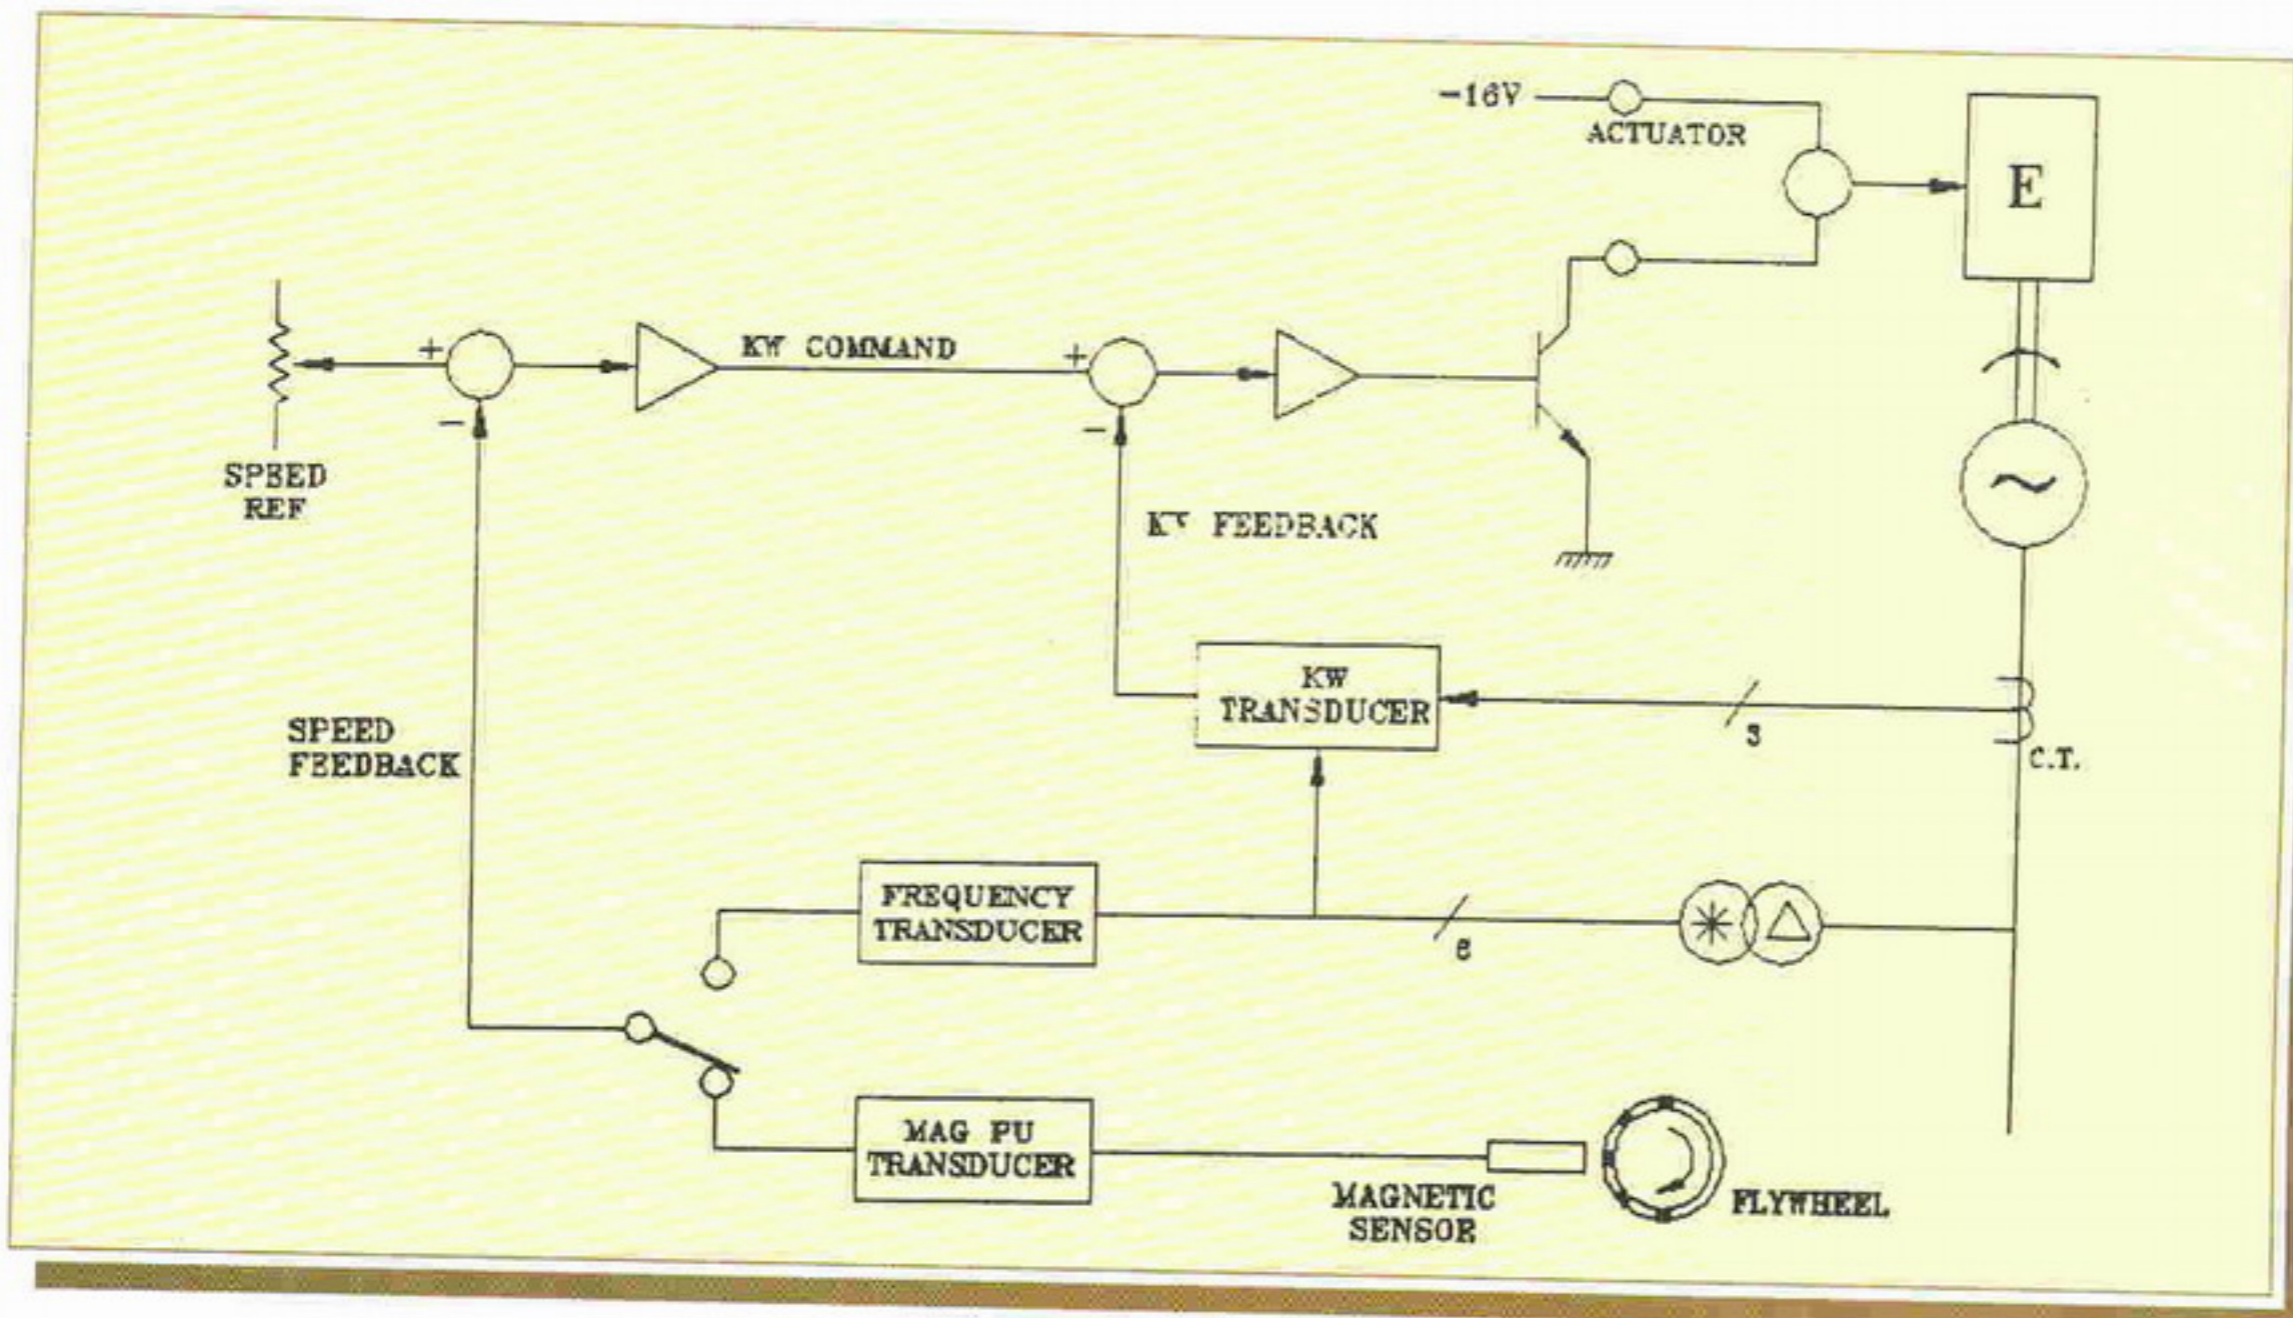 -16V
ACTUATOR
E
+
KW COMMAND
+
-
-
SPEED
REF
KW FEEDBACK
KW
TRANSDUCER
3
C.T.
SPEED
FEEDBACK
FREQUENCY
TRANSDUCER
6
MAG PU
TRANSDUCER
MAGNETIC
SENSOR
FLYWHEEL